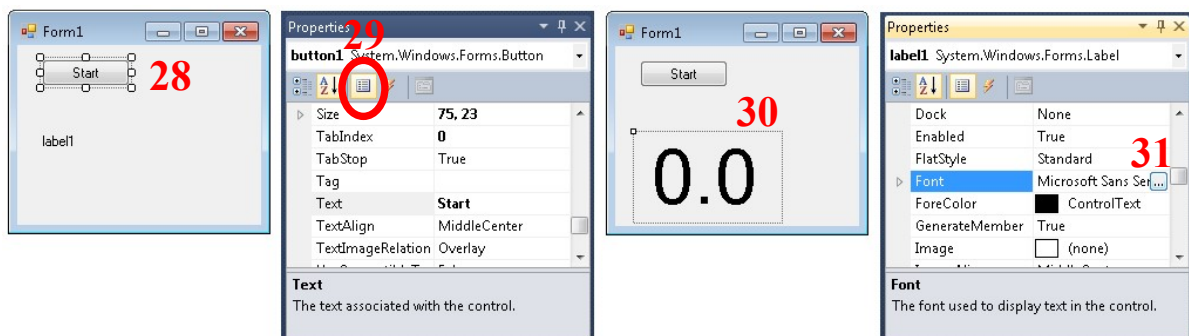 Form1
Start
28
label1
Properties
29
button1 System.Windows.Forms.Button
Size 75, 23
TabIndex 0
TabStop True
Tag
Text Start
TextAlign MiddleCenter
TextImageRelation Overlay
Text
The text associated with the control.
Form1
Start
30
0.0
Properties
label1 System.Windows.Forms.Label
Dock None
Enabled True
FlatStyle Standard
31
Font Microsoft Sans Ser ...
ForeColor ControlText
GenerateMember True
Image (none)
Font
The font used to display text in the control.